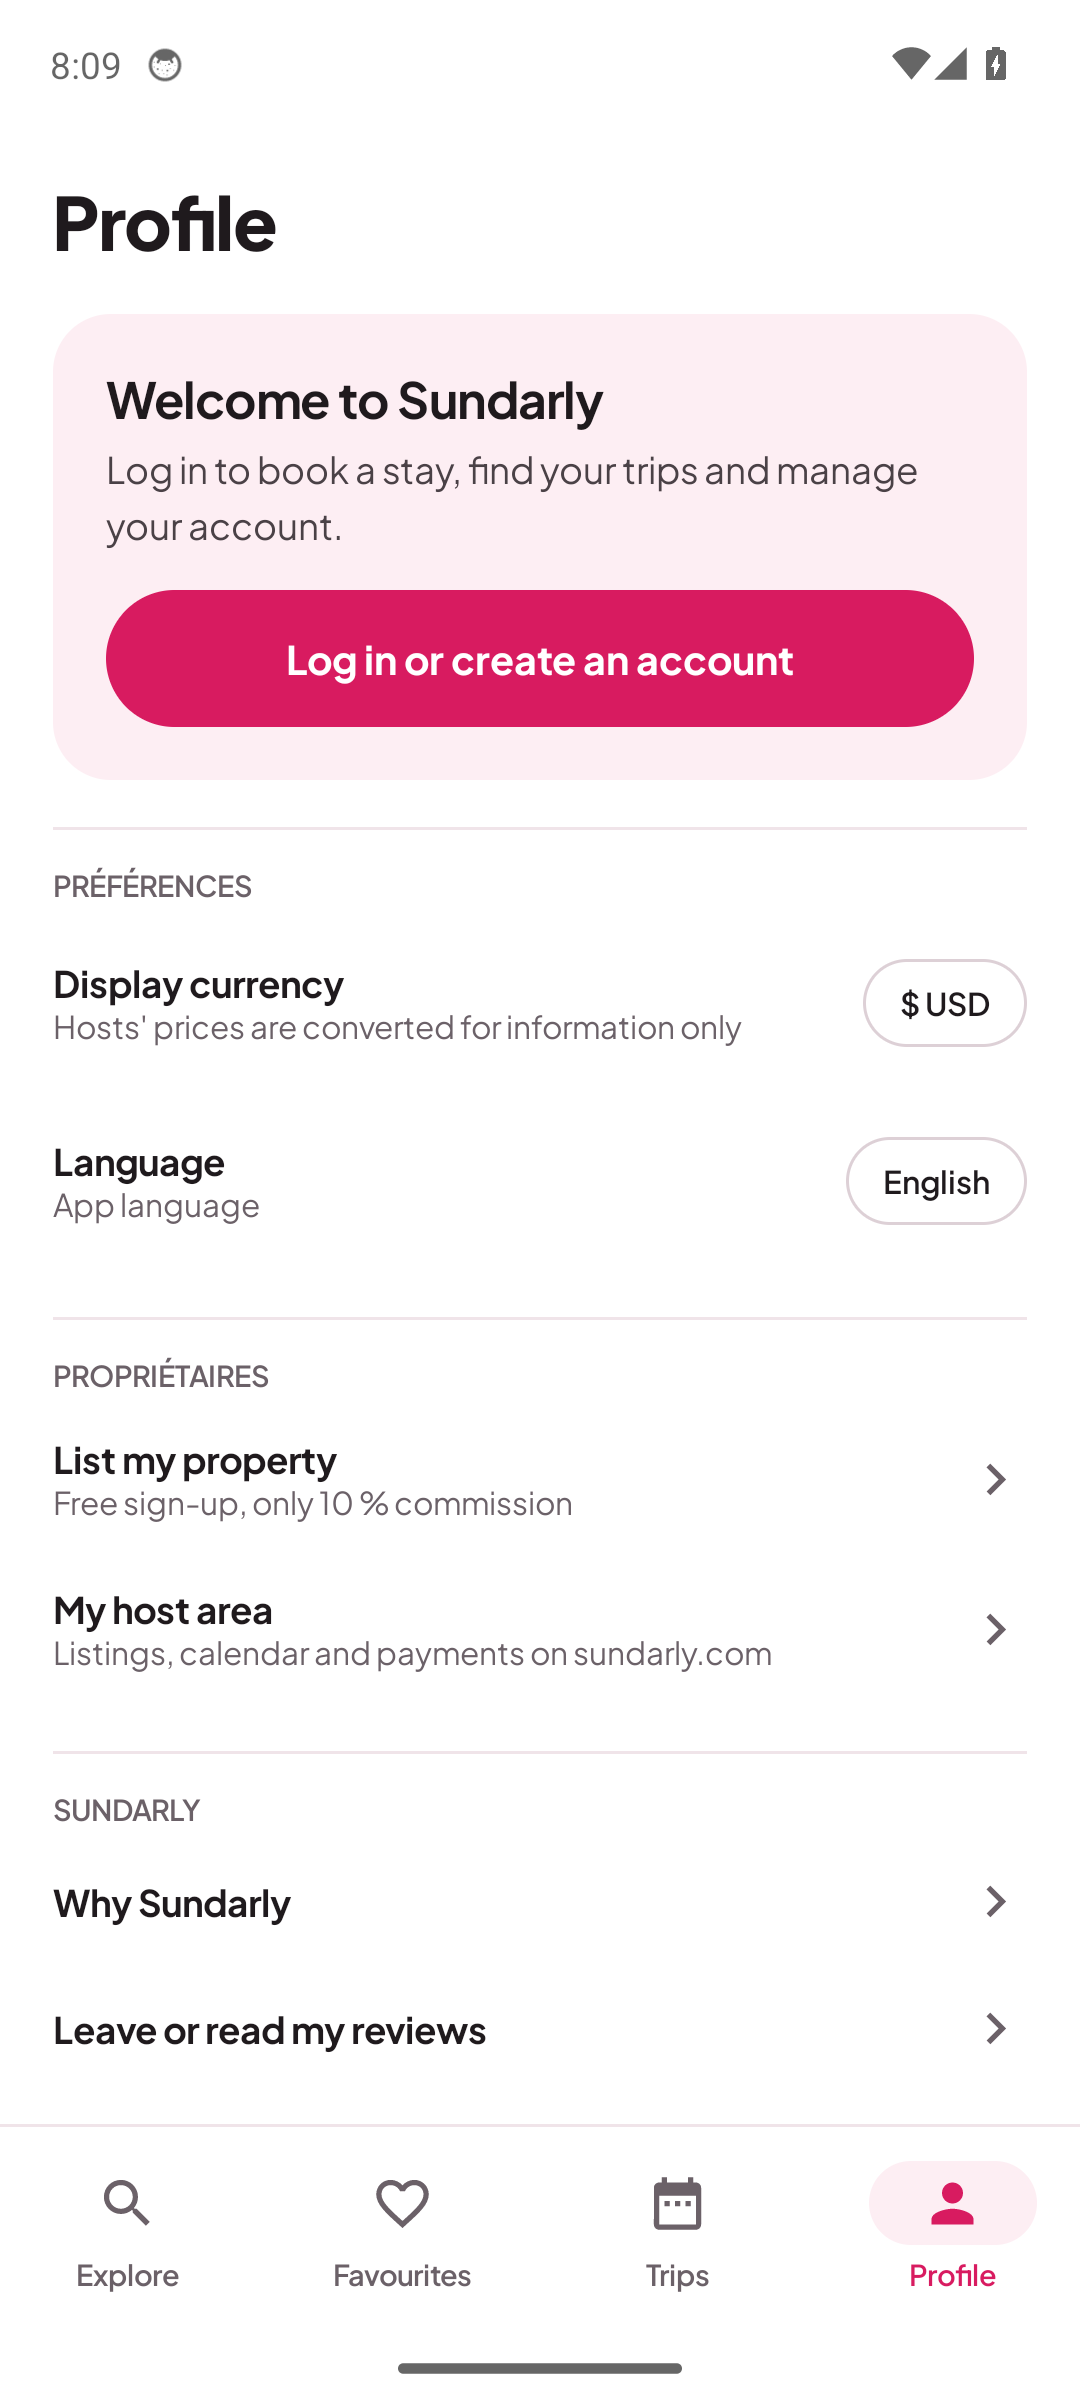 8:09
Profile
Welcome to Sundarly
Log in to book a stay, find your trips and manage
your account.
Log in or create an account
PRÉFÉRENCES
Display currency
Hosts' prices are converted for information only
$ USD
Language
App language
English
PROPRIÉTAIRES
List my property
Free sign-up, only 10 % commission
My host area
Listings, calendar and payments on sundarly.com
SUNDARLY
Why Sundarly
Leave or read my reviews
Explore
Favourites
Trips
Profile